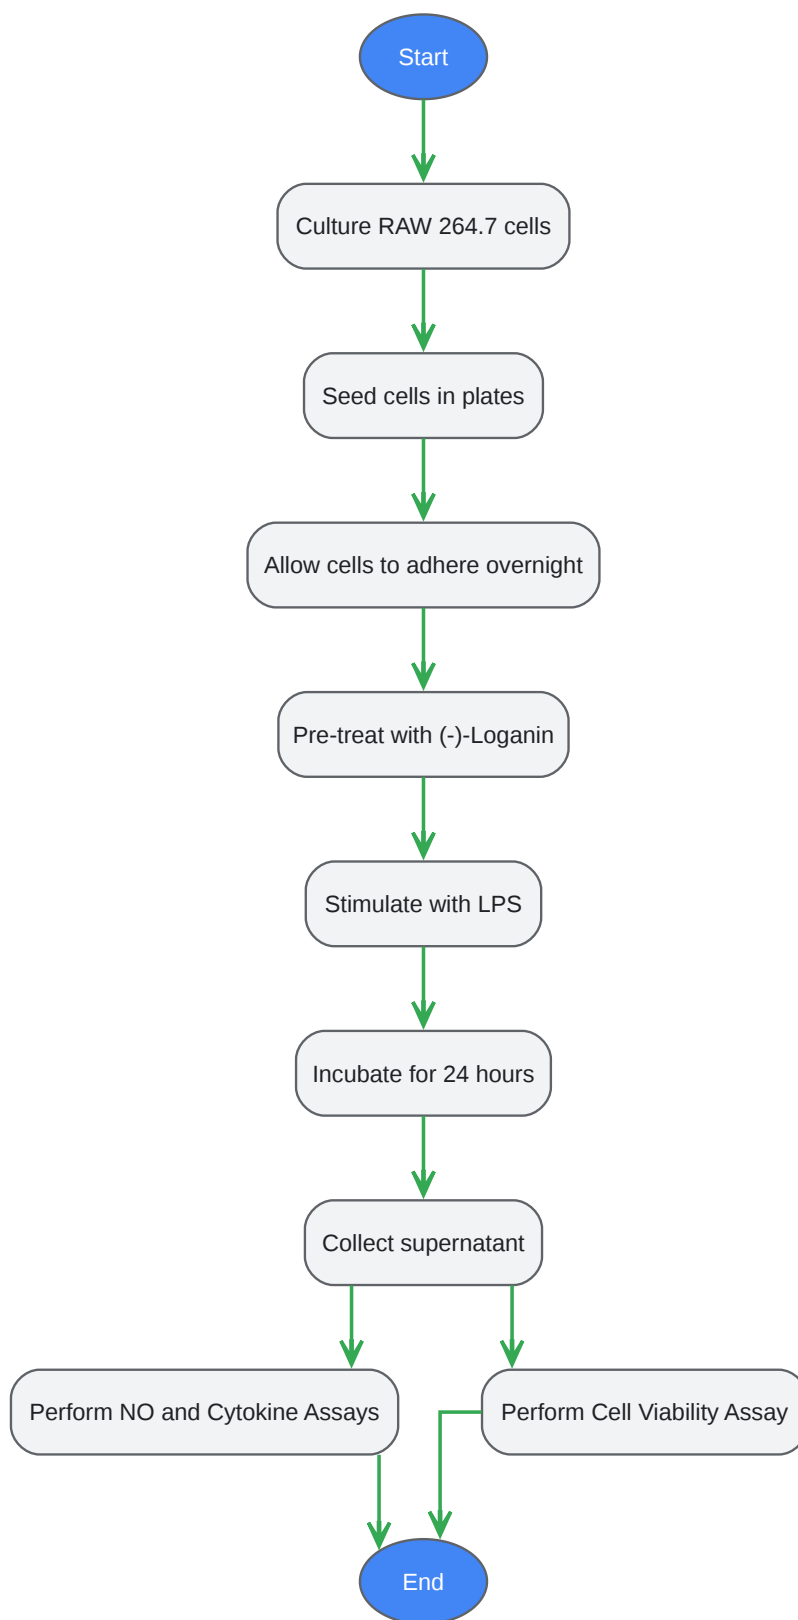 Start
Culture RAW 264.7 cells
Seed cells in plates
Allow cells to adhere overnight
Pre-treat with (-)-Loganin
Stimulate with LPS
Incubate for 24 hours
Collect supernatant
Perform NO and Cytokine Assays
Perform Cell Viability Assay
End